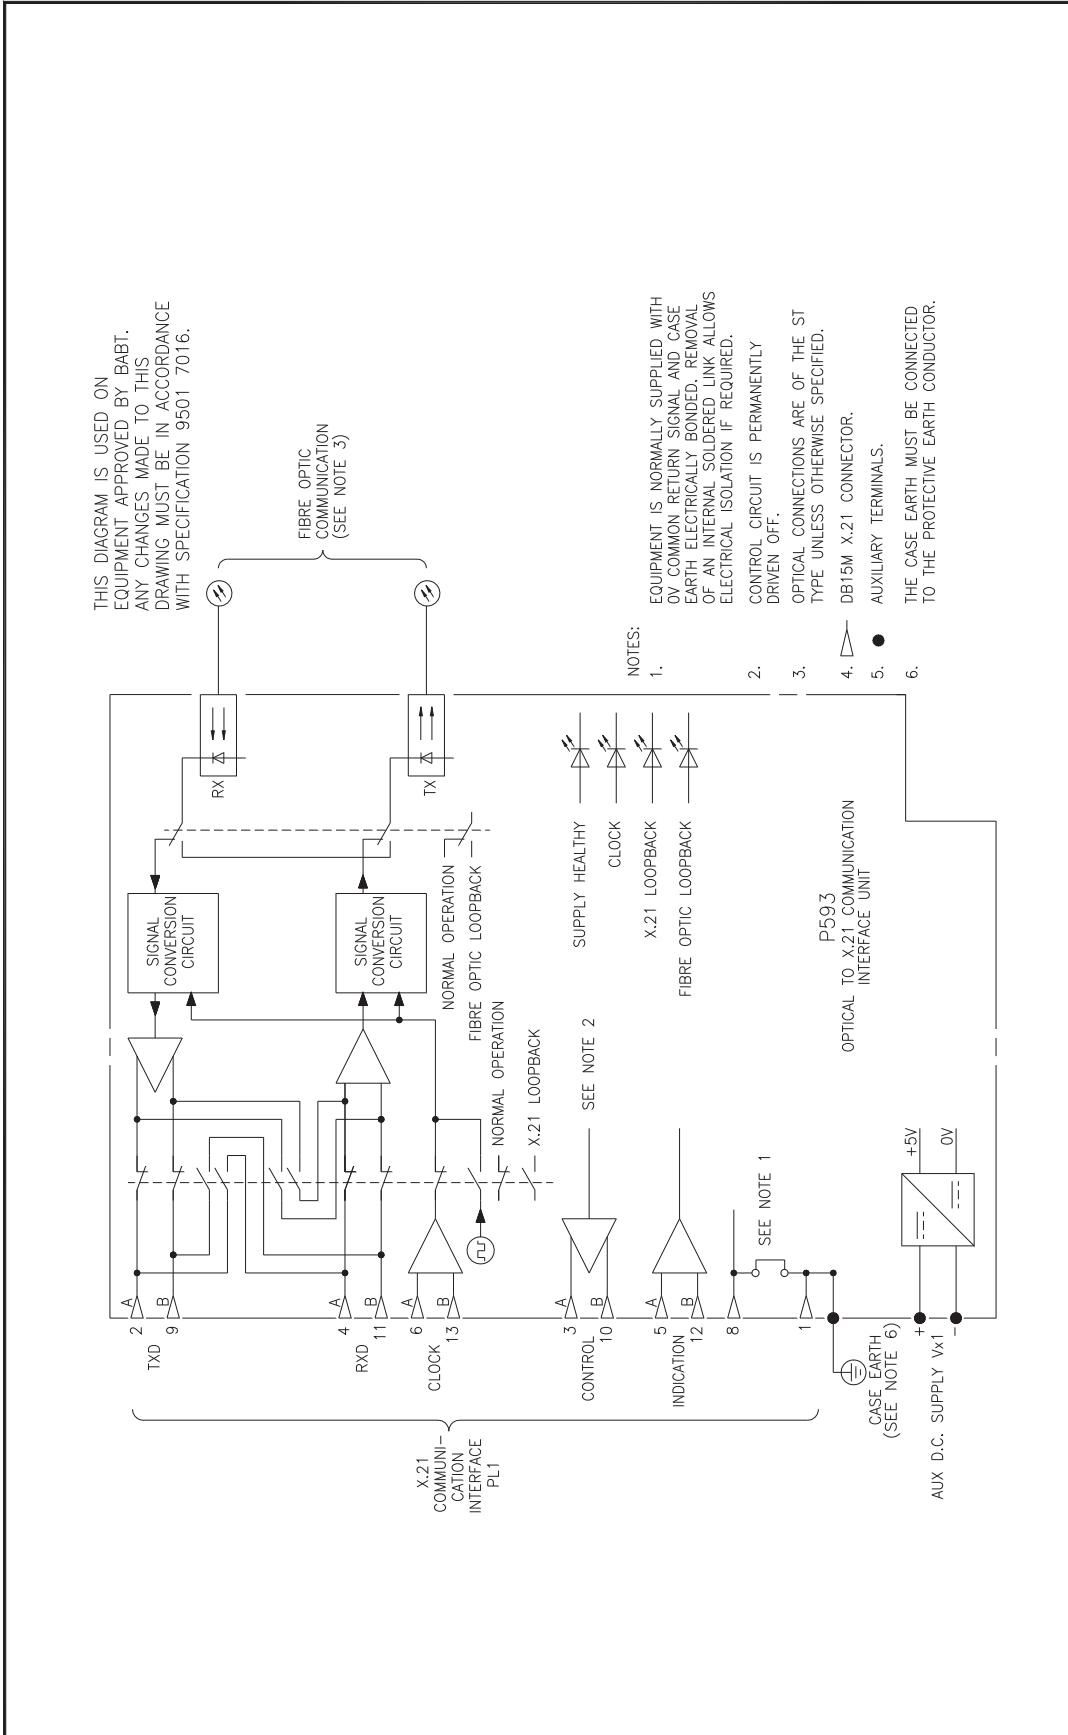 THIS DIAGRAM IS USED ON
EQUIPMENT APPROVED BY BABT.
ANY CHANGES MADE TO THIS
DRAWING MUST BE IN ACCORDANCE
WITH SPECIFICATION 9501 7016.
FIBRE OPTIC
COMMUNICATION
(SEE NOTE 3)
RX
TX
SIGNAL
CONVERSION
CIRCUIT
SIGNAL
CONVERSION
CIRCUIT
NORMAL OPERATION
FIBRE OPTIC LOOPBACK
NORMAL OPERATION
X.21 LOOPBACK
X.21
COMMUNI-
CATION
INTERFACE
PL1
TXD
2
A
9
B
RXD
4
A
11
B
CLOCK
6
A
13
B
CONTROL
3
A
10
B
SEE NOTE 2
INDICATION
5
A
12
B
8
SEE NOTE 1
1
CASE EARTH
(SEE NOTE 6)
AUX D.C. SUPPLY Vx1
+
-
+5V
0V
SUPPLY HEALTHY
CLOCK
X.21 LOOPBACK
FIBRE OPTIC LOOPBACK
P593
OPTICAL TO X.21 COMMUNICATION
INTERFACE UNIT
NOTES:
1. EQUIPMENT IS NORMALLY SUPPLIED WITH
0V COMMON RETURN SIGNAL AND CASE
EARTH ELECTRICALLY BONDED. REMOVAL
OF AN INTERNAL SOLDERED LINK ALLOWS
ELECTRICAL ISOLATION IF REQUIRED.
2. CONTROL CIRCUIT IS PERMANENTLY
DRIVEN OFF.
3. OPTICAL CONNECTIONS ARE OF THE ST
TYPE UNLESS OTHERWISE SPECIFIED.
4. DB15M X.21 CONNECTOR.
5. AUXILIARY TERMINALS.
6. THE CASE EARTH MUST BE CONNECTED
TO THE PROTECTIVE EARTH CONDUCTOR.